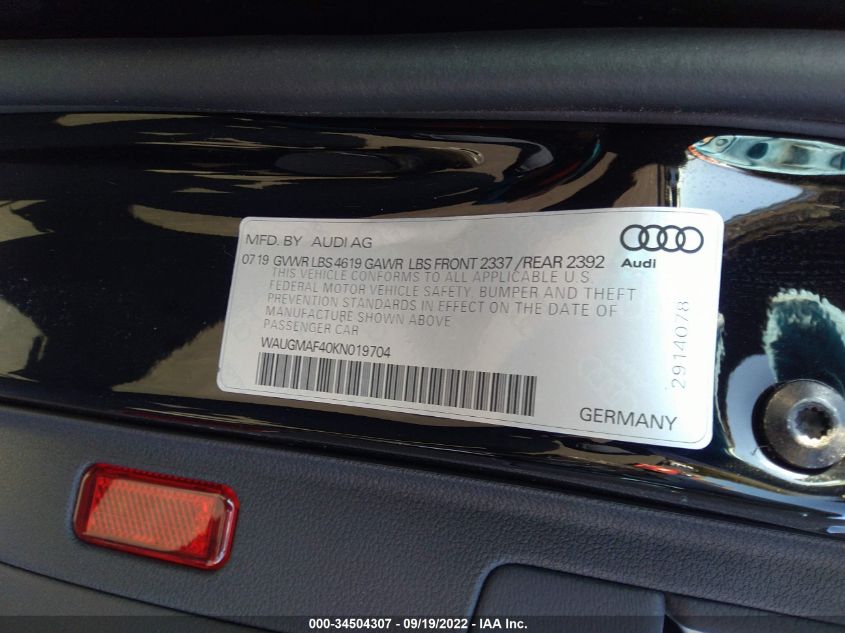 MFD. BY AUDI AG
Audi
0719 GVWR LBS 4619 GAWR LBS FRONT 2337 / REAR 2392
THIS VEHICLE CONFORMS TO ALL APPLICABLE U.S.
FEDERAL MOTOR VEHICLE SAFETY, BUMPER AND THEFT
PREVENTION STANDARDS IN EFFECT ON THE DATE OF
MANUFACTURE SHOWN ABOVE
PASSENGER CAR
WAUGMAF40KN019704
2914078
GERMANY
000-34504307 - 09/19/2022 - IAA Inc.